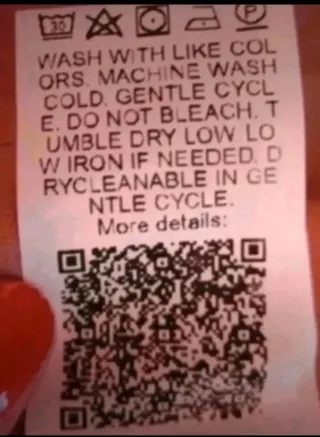 30 P
WASH WITH LIKE COL
ORS. MACHINE WASH
COLD. GENTLE CYCL
E. DO NOT BLEACH. T
UMBLE DRY LOW LO
W IRON IF NEEDED. D
RYCLEANABLE IN GE
NTLE CYCLE.
More details: